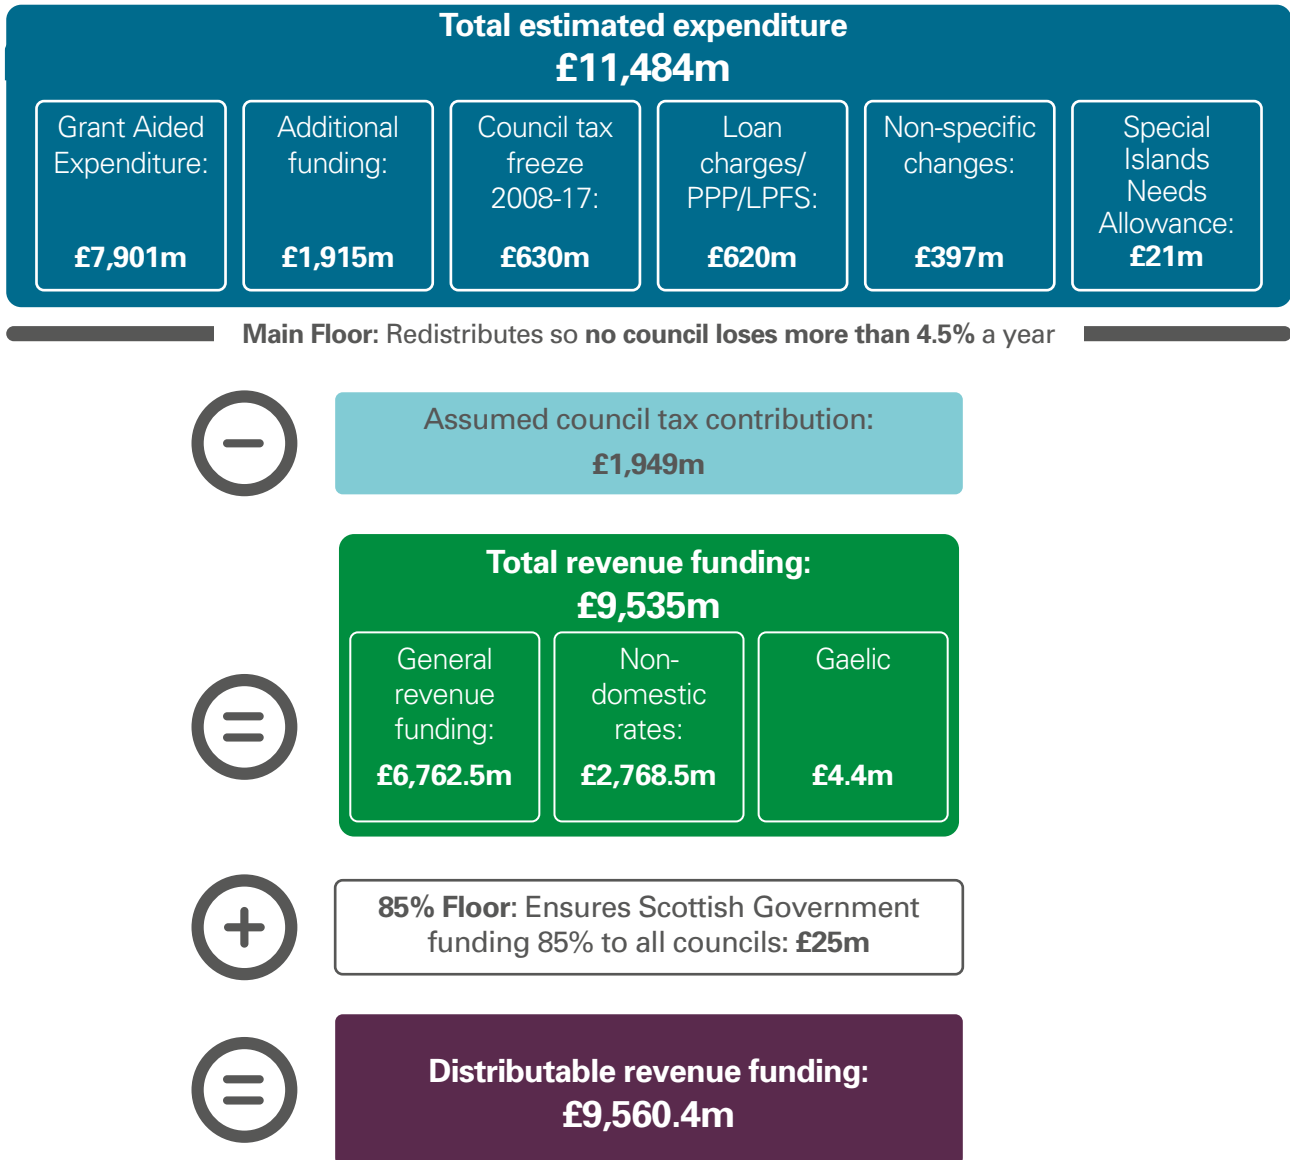 Total estimated expenditure
£11,484m
Grant Aided
Expenditure:
£7,901m
Additional
funding:
£1,915m
Council tax
freeze
2008-17:
£630m
Loan
charges/
PPP/LPFS:
£620m
Non-specific
changes:
£397m
Special
Islands
Needs
Allowance:
£21m
Main Floor: Redistributes so no council loses more than 4.5% a year
Assumed council tax contribution:
£1,949m
Total revenue funding:
£9,535m
General
revenue
funding:
£6,762.5m
Non-
domestic
rates:
£2,768.5m
Gaelic
£4.4m
85% Floor: Ensures Scottish Government
funding 85% to all councils: £25m
Distributable revenue funding:
£9,560.4m